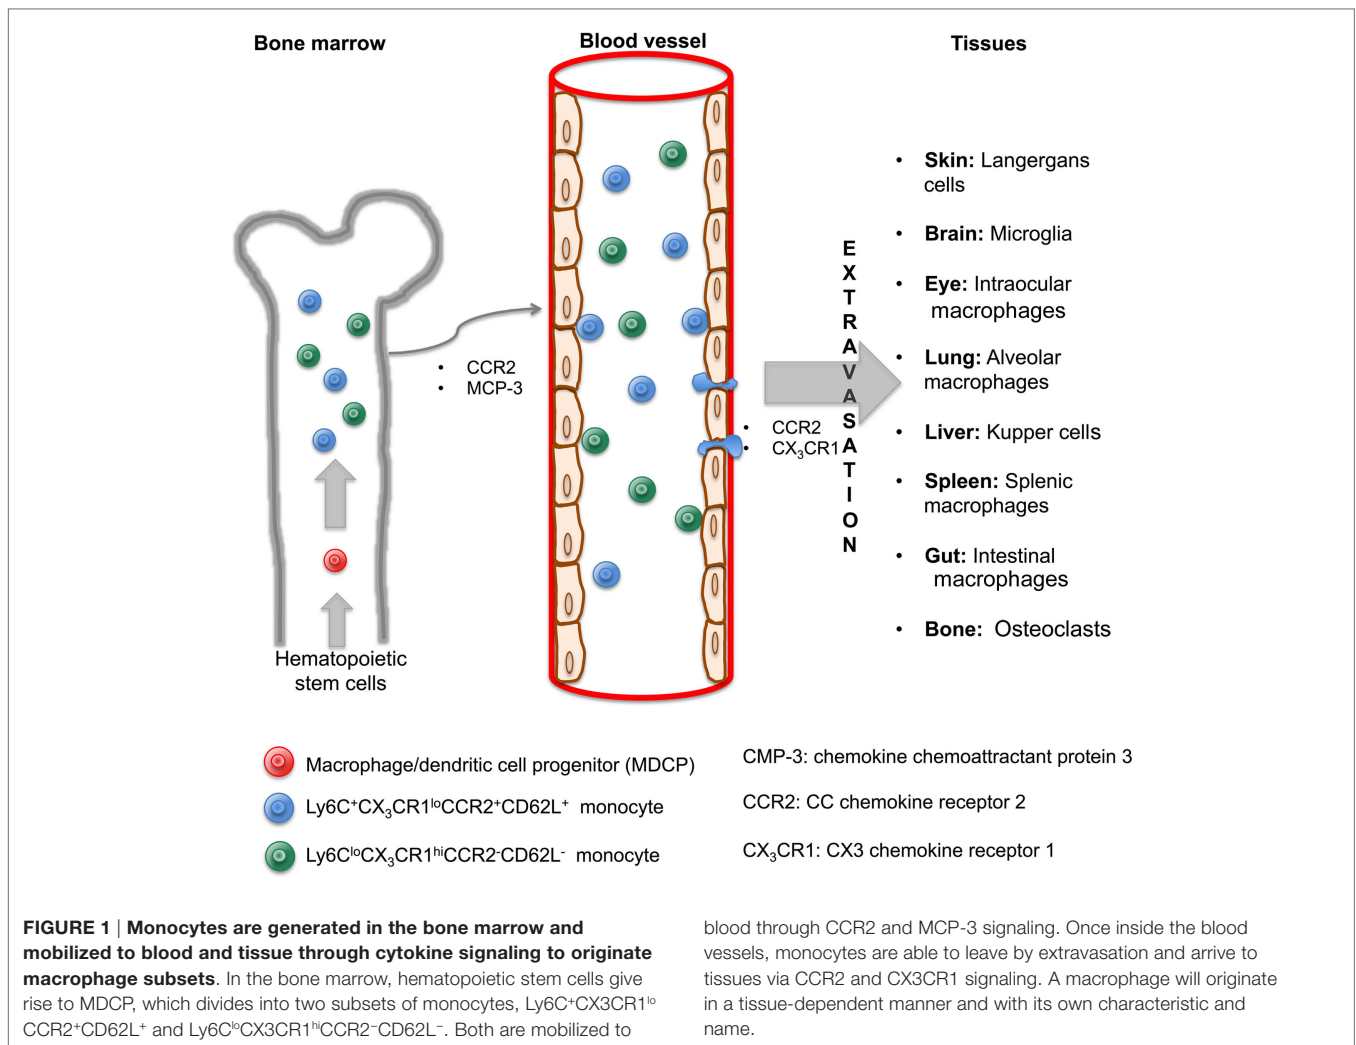 Bone marrow
Blood vessel
Tissues
• Skin: Langergans
cells
• Brain: Microglia
• Eye: Intraocular
macrophages
• Lung: Alveolar
macrophages
• Liver: Kupper cells
• Spleen: Splenic
macrophages
• Gut: Intestinal
macrophages
• Bone: Osteoclasts
• CCR2
• MCP-3
• CCR2
• CX₃CR1
E
X
T
R
A
V
A
S
A
T
I
O
N
Hematopoietic
stem cells
Macrophage/dendritic cell progenitor (MDCP)
Ly6C⁺CX₃CR1ˡᵒCCR2⁺CD62L⁺ monocyte
Ly6CˡᵒCX₃CR1ʰⁱCCR2⁻CD62L⁻ monocyte
CMP-3: chemokine chemoattractant protein 3
CCR2: CC chemokine receptor 2
CX₃CR1: CX3 chemokine receptor 1
FIGURE 1 | Monocytes are generated in the bone marrow and
mobilized to blood and tissue through cytokine signaling to originate
macrophage subsets. In the bone marrow, hematopoietic stem cells give
rise to MDCP, which divides into two subsets of monocytes, Ly6C⁺CX3CR1ˡᵒ
CCR2⁺CD62L⁺ and Ly6CˡᵒCX3CR1ʰⁱCCR2⁻CD62L⁻. Both are mobilized to
blood through CCR2 and MCP-3 signaling. Once inside the blood
vessels, monocytes are able to leave by extravasation and arrive to
tissues via CCR2 and CX3CR1 signaling. A macrophage will originate
in a tissue-dependent manner and with its own characteristic and
name.